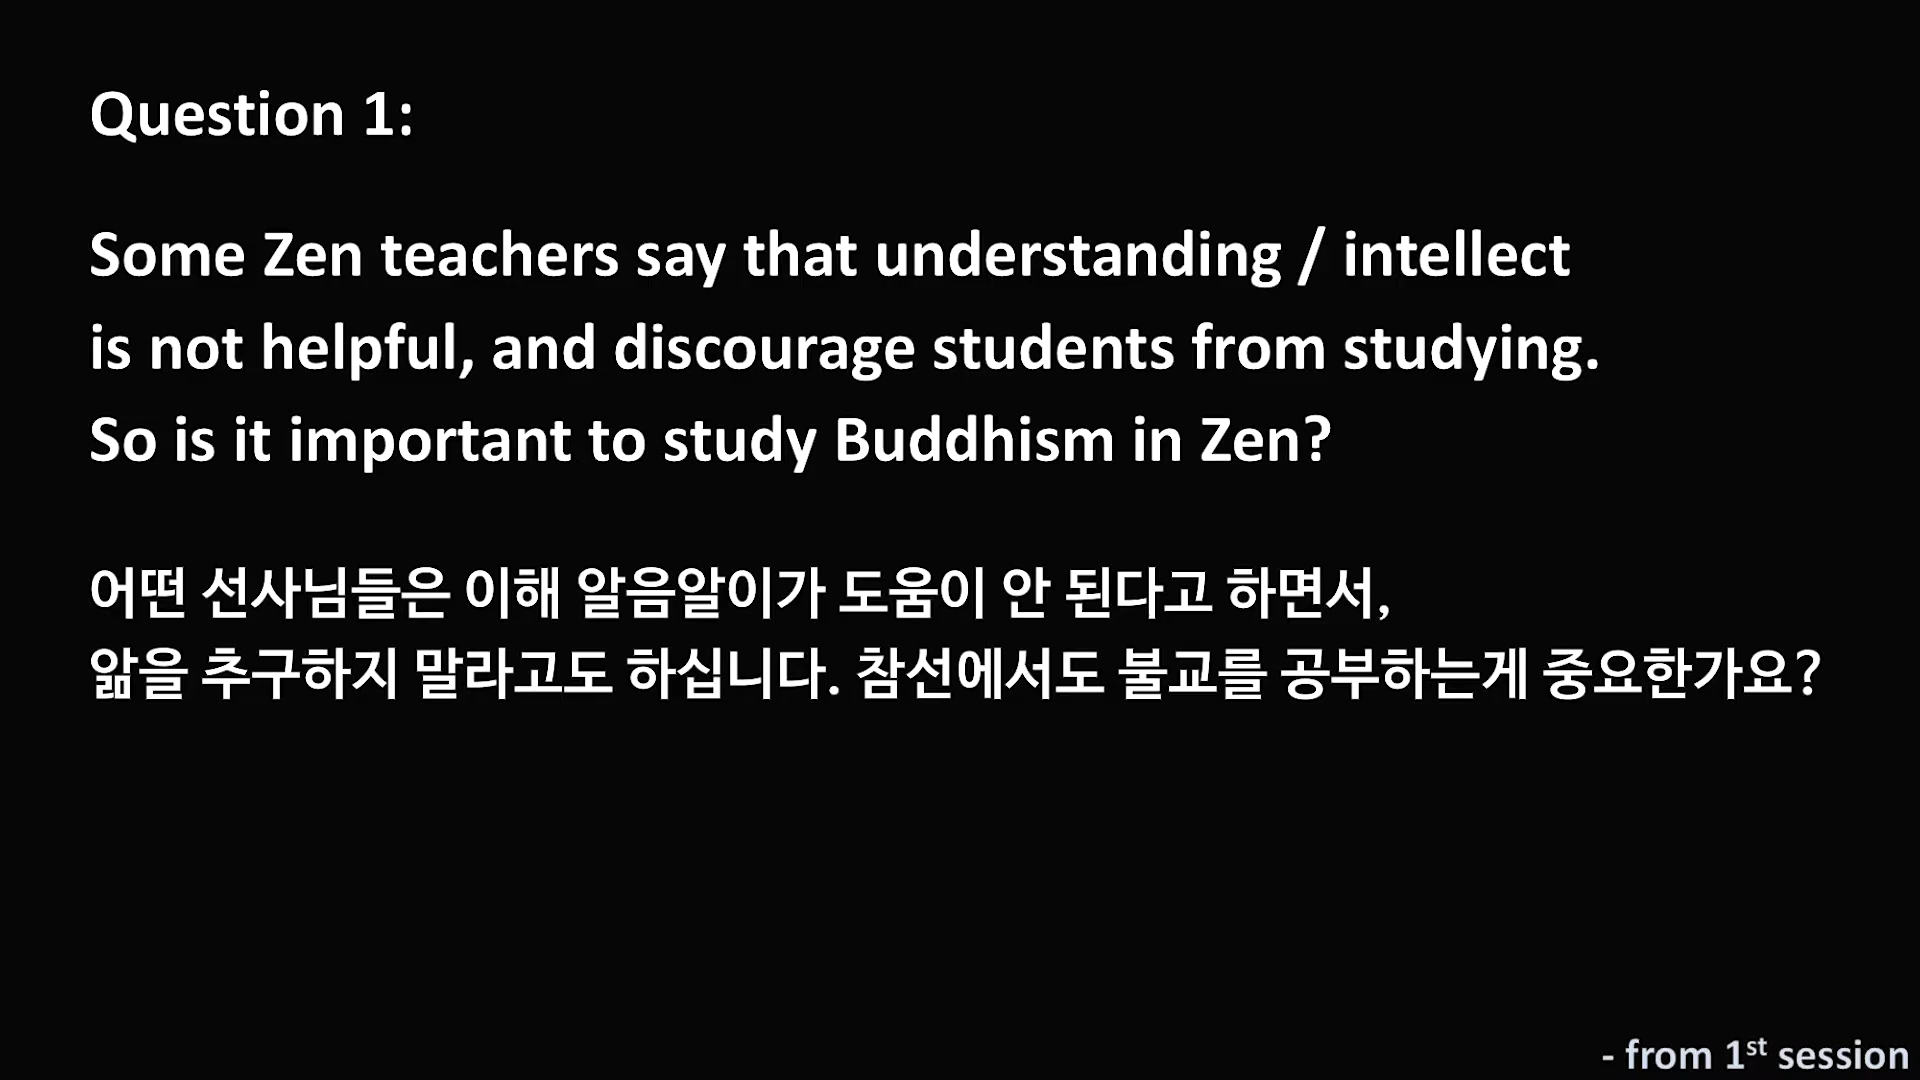 Question 1:
Some Zen teachers say that understanding / intellect
is not helpful, and discourage students from studying.
So is it important to study Buddhism in Zen?
어떤 선사님들은 이해 알음알이가 도움이 안 된다고 하면서,
앎을 추구하지 말라고도 하십니다. 참선에서도 불교를 공부하는게 중요한가요?
- from 1st session